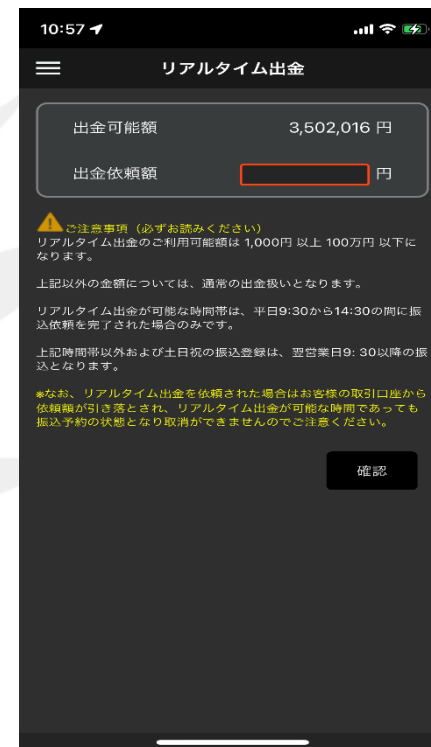 10:57
リアルタイム出金
出金可能額 3,502,016 円
出金依頼額 円
ご注意事項（必ずお読みください）
リアルタイム出金のご利用可能額は 1,000円 以上 100万円 以下に
なります。
上記以外の金額については、通常の出金扱いとなります。
リアルタイム出金が可能な時間帯は、平日9:30から14:30の間に振
込依頼を完了された場合のみです。
上記時間帯以外および土日祝の振込登録は、翌営業日9: 30以降の振
込となります。
※なお、リアルタイム出金を依頼された場合はお客様の取引口座から
依頼額が引き落とされ、リアルタイム出金が可能な時間であっても
振込予約の状態となり取消ができませんのでご注意ください。
確認